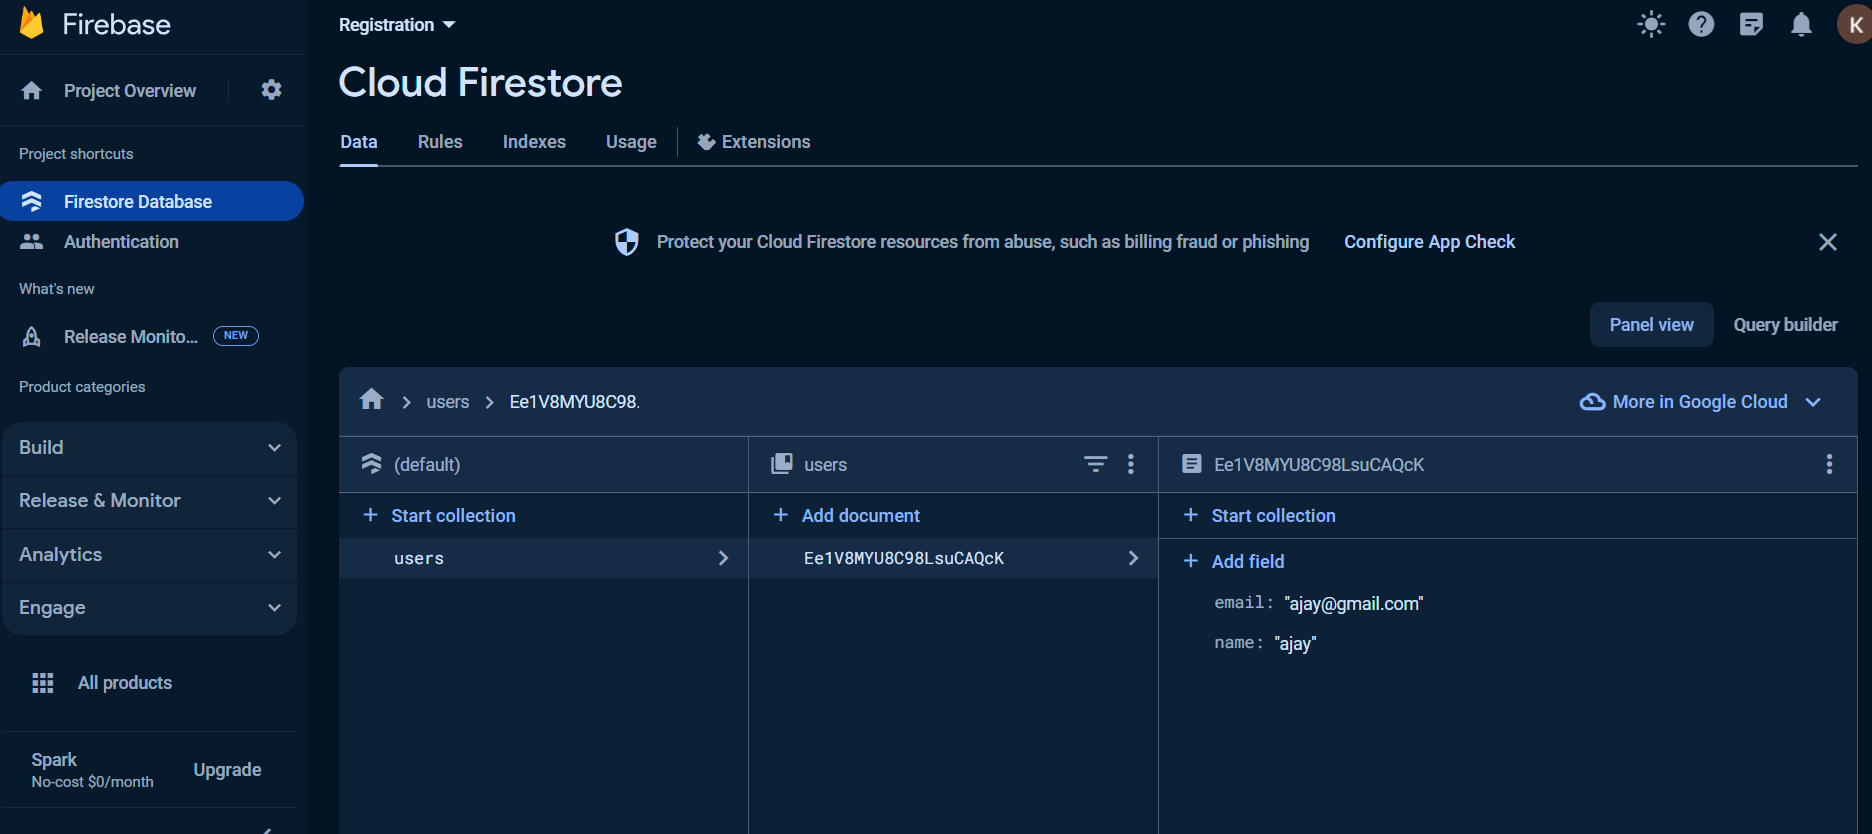 Firebase
Project Overview
Project shortcuts
Firestore Database
Authentication
What's new
Release Monito... NEW
Product categories
Build
Release & Monitor
Analytics
Engage
All products
Spark
No-cost $0/month
Upgrade
Registration
K
Cloud Firestore
Data Rules Indexes Usage Extensions
Protect your Cloud Firestore resources from abuse, such as billing fraud or phishing Configure App Check
Panel view Query builder
users Ee1V8MYU8C98. More in Google Cloud
(default)
Start collection
users
users
Add document
Ee1V8MYU8C98LsuCAQcK
Ee1V8MYU8C98LsuCAQcK
Start collection
Add field
email: "ajay@gmail.com"
name: "ajay"